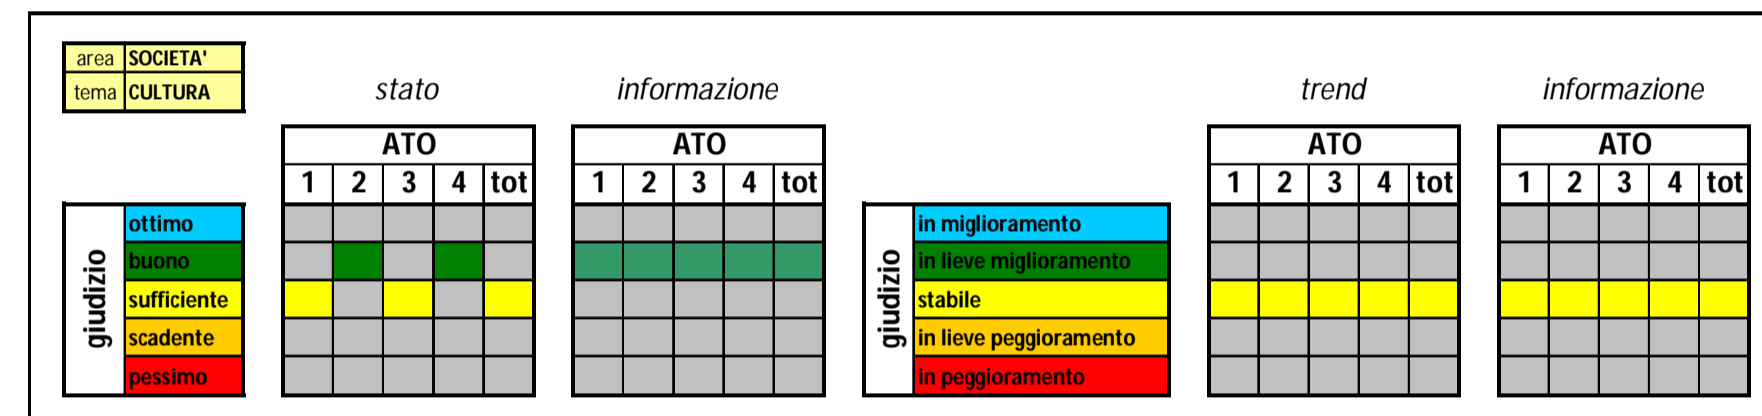 area SOCIETA'
tema CULTURA
stato informazione trend informazione
ATO ATO ATO ATO
1 2 3 4 tot 1 2 3 4 tot 1 2 3 4 tot 1 2 3 4 tot
giudizio
ottimo
buono
sufficiente
scadente
pessimo
giudizio
in miglioramento
in lieve miglioramento
stabile
in lieve peggioramento
in peggioramento